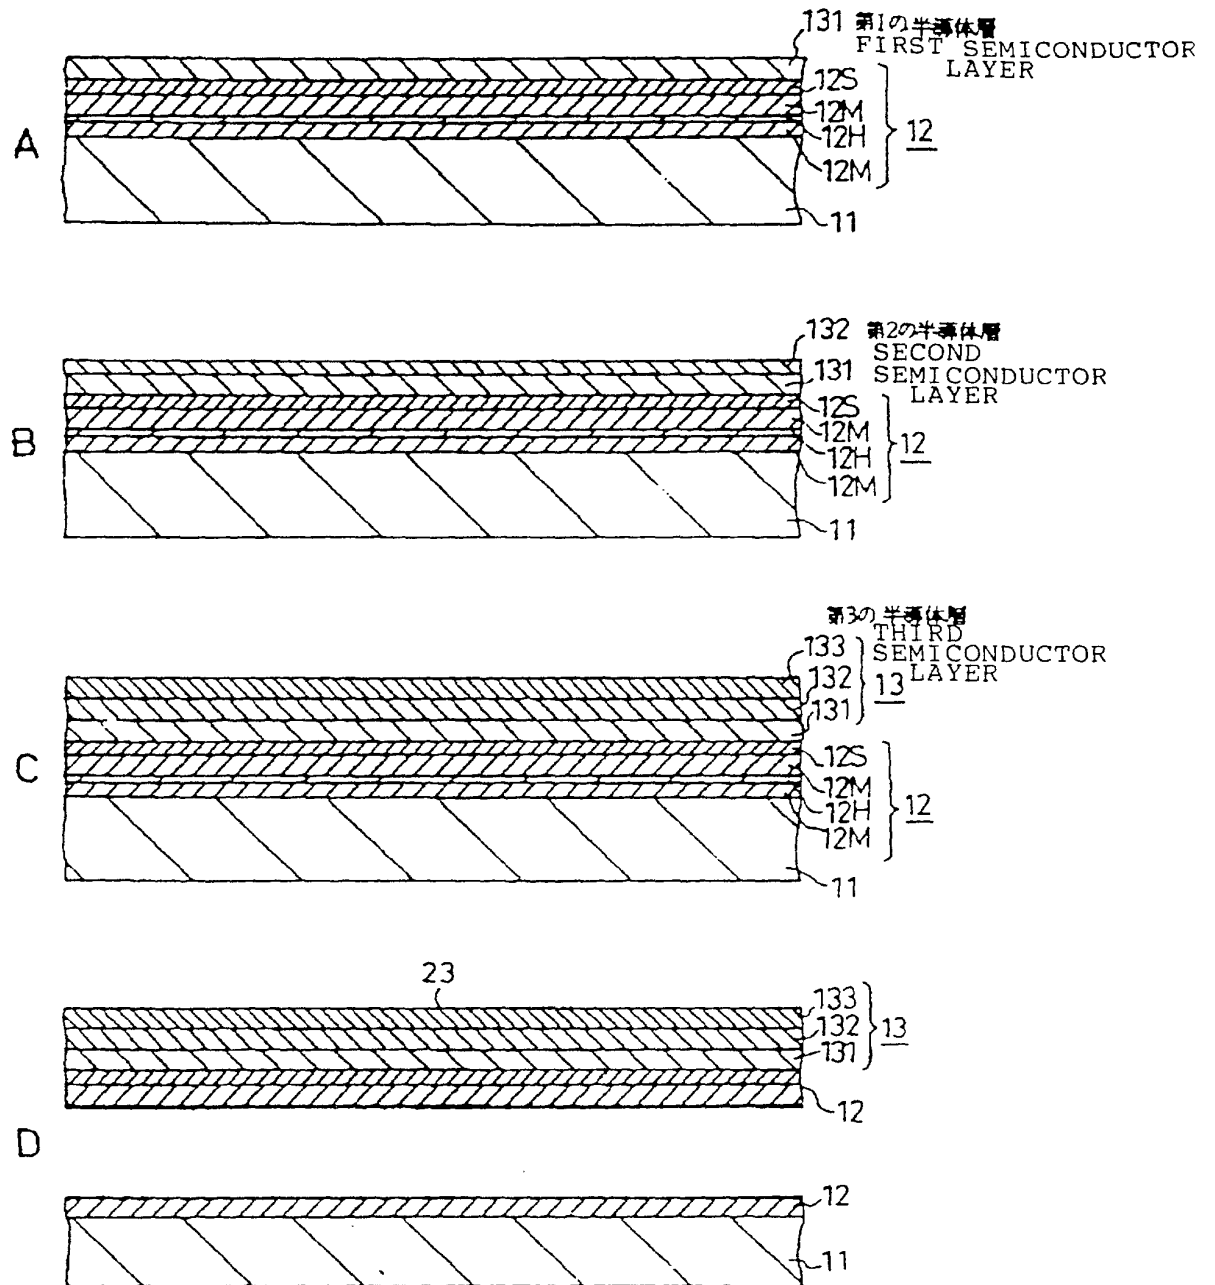 131 第1の半導体層
FIRST SEMICONDUCTOR
LAYER
12S
12M
12H
12M
12
A
11
132 第2の半導体層
SECOND
131
SEMICONDUCTOR
LAYER
12S
12M
12H
12M
12
B
11
第3の半導体層
THIRD
133
SEMICONDUCTOR
LAYER
132
13
131
12S
12M
12H
12M
12
C
11
23
133
132
131
13
12
D
12
11